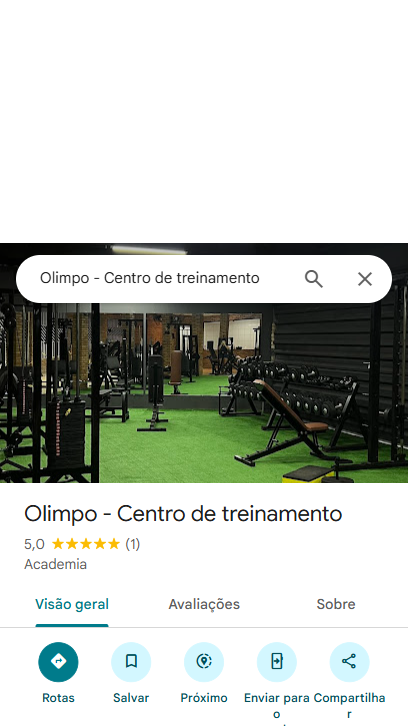 Olimpo - Centro de treinamento
Olimpo - Centro de treinamento
5,0 (1)
Academia
Visão geral Avaliações Sobre
Rotas Salvar Próximo Enviar para Compartilha
o r